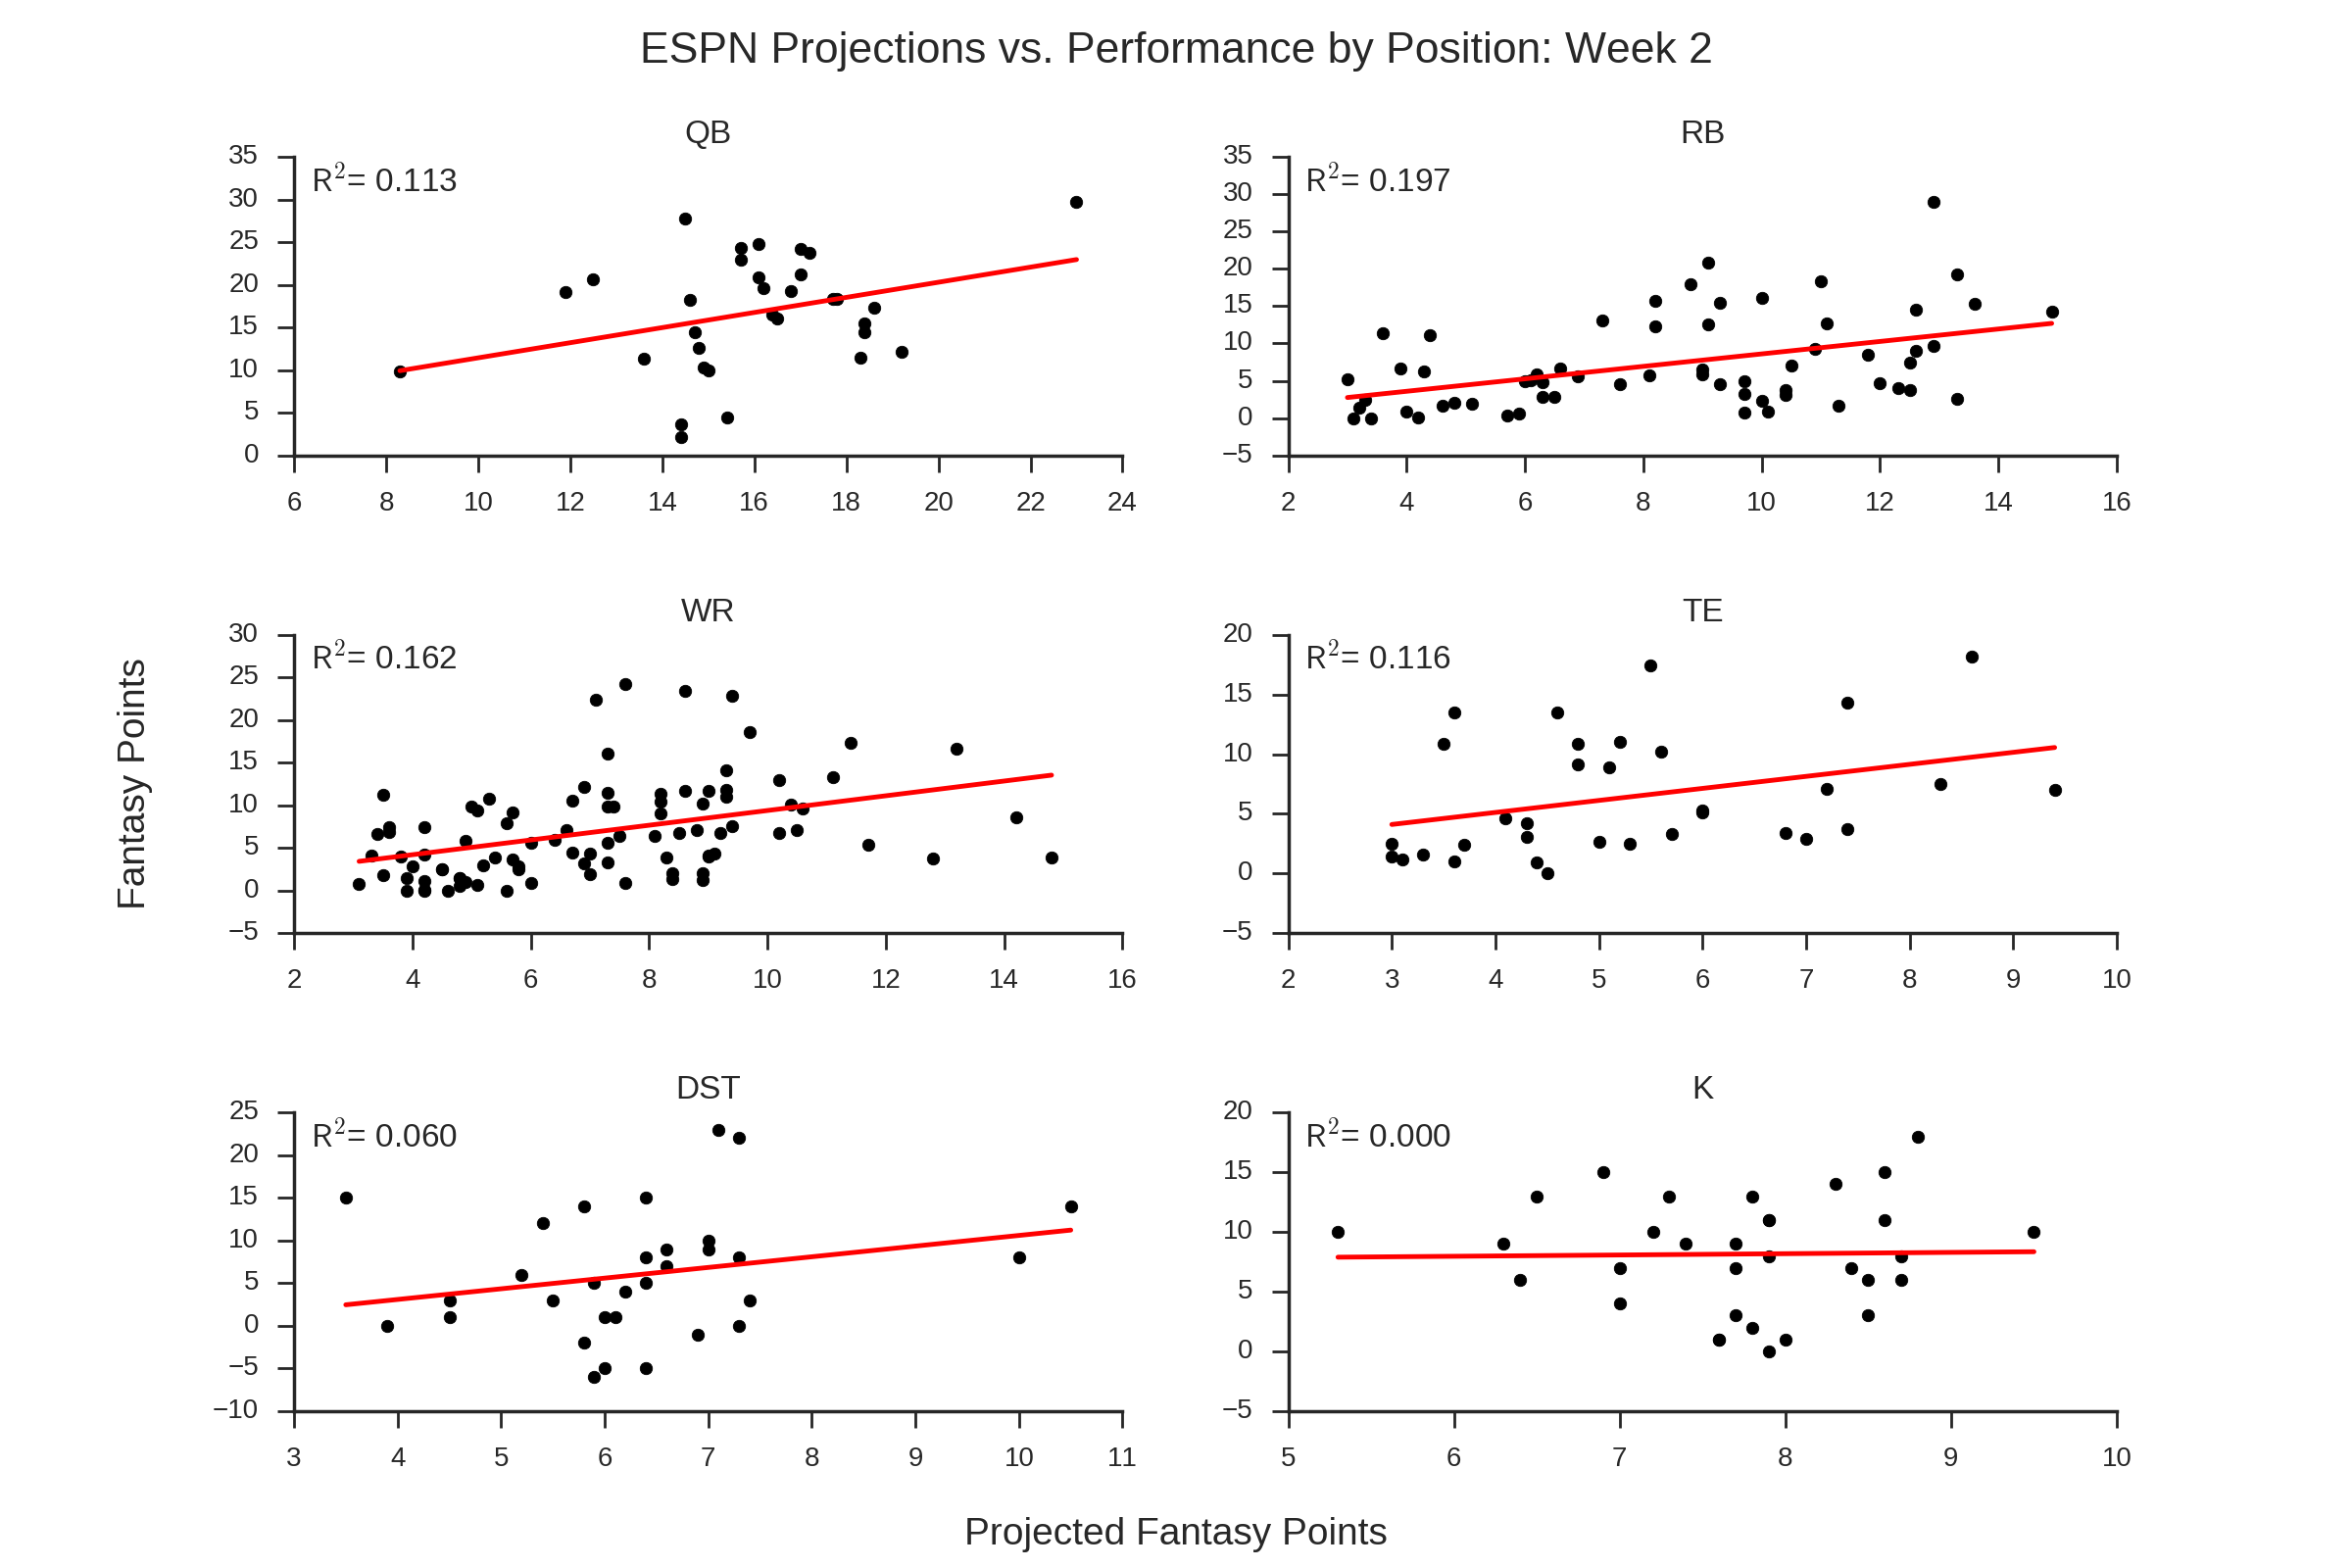 ESPN Projections vs. Performance by Position: Week 2
QB
R²= 0.113
35
30
25
20
15
10
5
0
6 8 10 12 14 16 18 20 22 24
RB
R²= 0.197
35
30
25
20
15
10
5
0
−5
2 4 6 8 10 12 14 16
Fantasy Points
WR
R²= 0.162
30
25
20
15
10
5
0
−5
2 4 6 8 10 12 14 16
TE
R²= 0.116
20
15
10
5
0
−5
2 3 4 5 6 7 8 9 10
DST
R²= 0.060
25
20
15
10
5
0
−5
−10
3 4 5 6 7 8 9 10 11
K
R²= 0.000
20
15
10
5
0
−5
5 6 7 8 9 10
Projected Fantasy Points